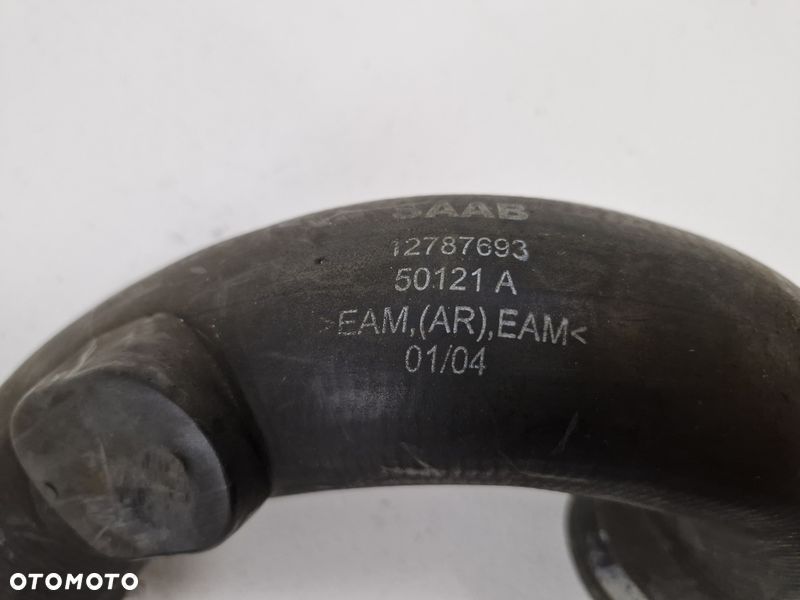 SAAB
12787693
50121 A
>EAM,(AR),EAM<
01/04
OTOMOTO